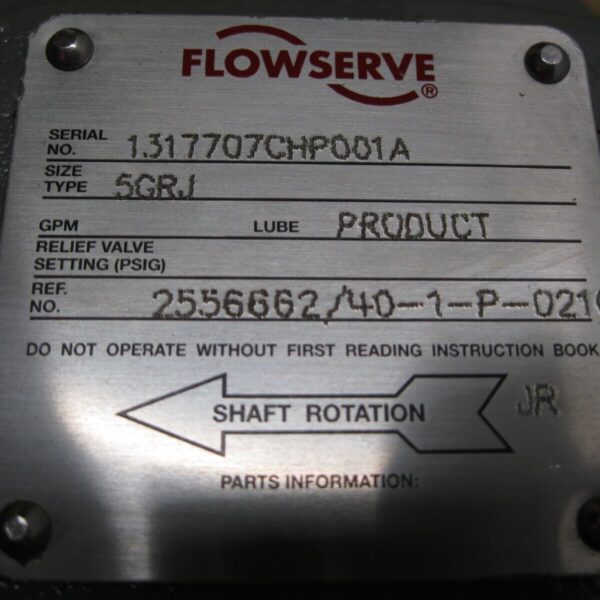 FLOWSERVE ®
SERIAL NO. 1317707CHP001A
SIZE TYPE 5GRJ
GPM LUBE PRODUCT
RELIEF VALVE
SETTING (PSIG)
REF. NO. 2556662/40-1-P-021
DO NOT OPERATE WITHOUT FIRST READING INSTRUCTION BOOK
SHAFT ROTATION JR
PARTS INFORMATION: